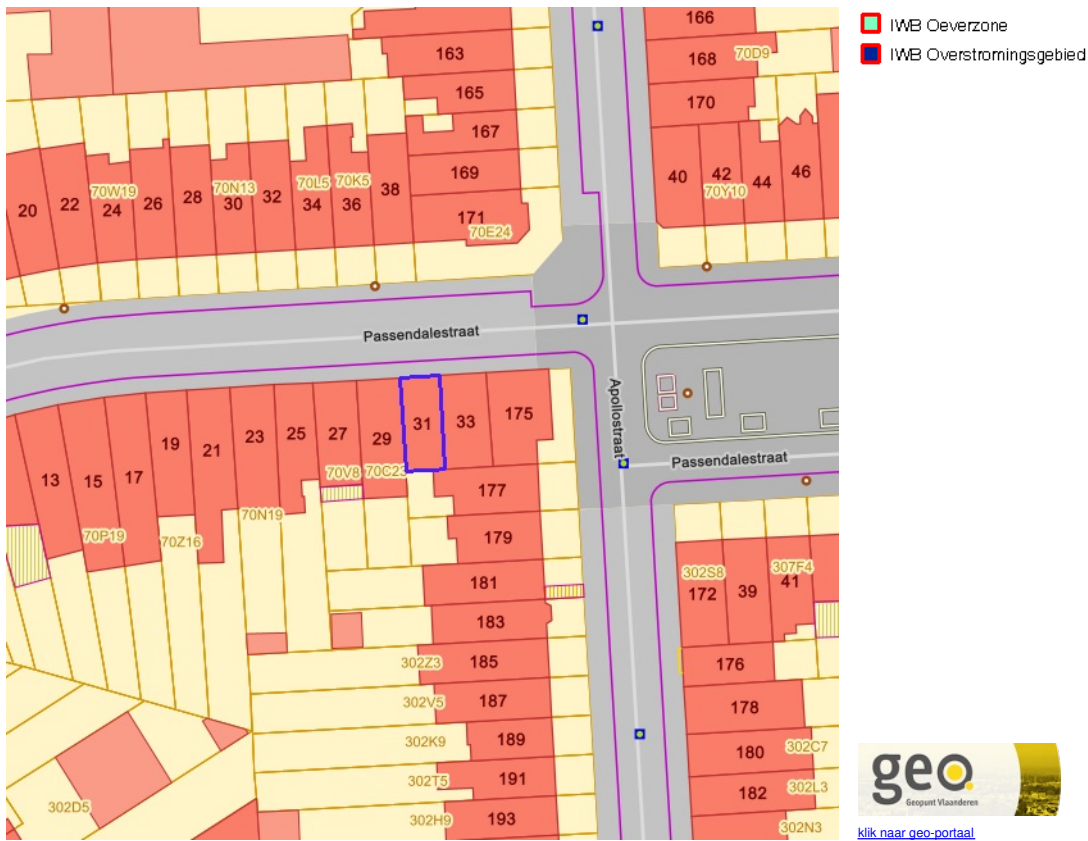 163
165
167
169
171
70E24
166
168
70D9
170
40
42
44
46
70Y10
20
22
70W19
24
26
28
70N13
30
32
70L5
34
70K5
36
38
Passendalestraat
Apollostraat
Passendalestraat
13
15
17
19
21
23
25
27
29
31
33
175
70V8
70C23
70P19
70Z16
70N19
177
179
181
183
185
187
189
191
193
302Z3
302V5
302K9
302T5
302H9
302D5
302S8
172
39
307F4
41
176
178
180
182
302C7
302L3
302N3
IWB Oeverzone
IWB Overstromingsgebied
geo.
Geopunt Vlaanderen
klik naar geo-portaal